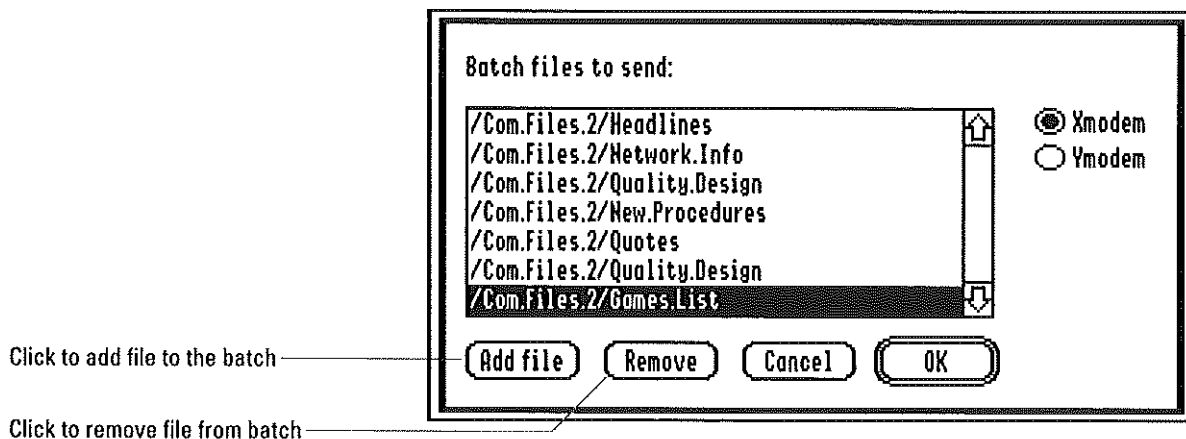 Batch files to send:
/Com.Files.2/Headlines
/Com.Files.2/Network.Info
/Com.Files.2/Quality.Design
/Com.Files.2/New.Procedures
/Com.Files.2/Quotes
/Com.Files.2/Quality.Design
/Com.Files.2/Games.List
Xmodem
Ymodem
Click to add file to the batch
Add file
Remove
Cancel
OK
Click to remove file from batch